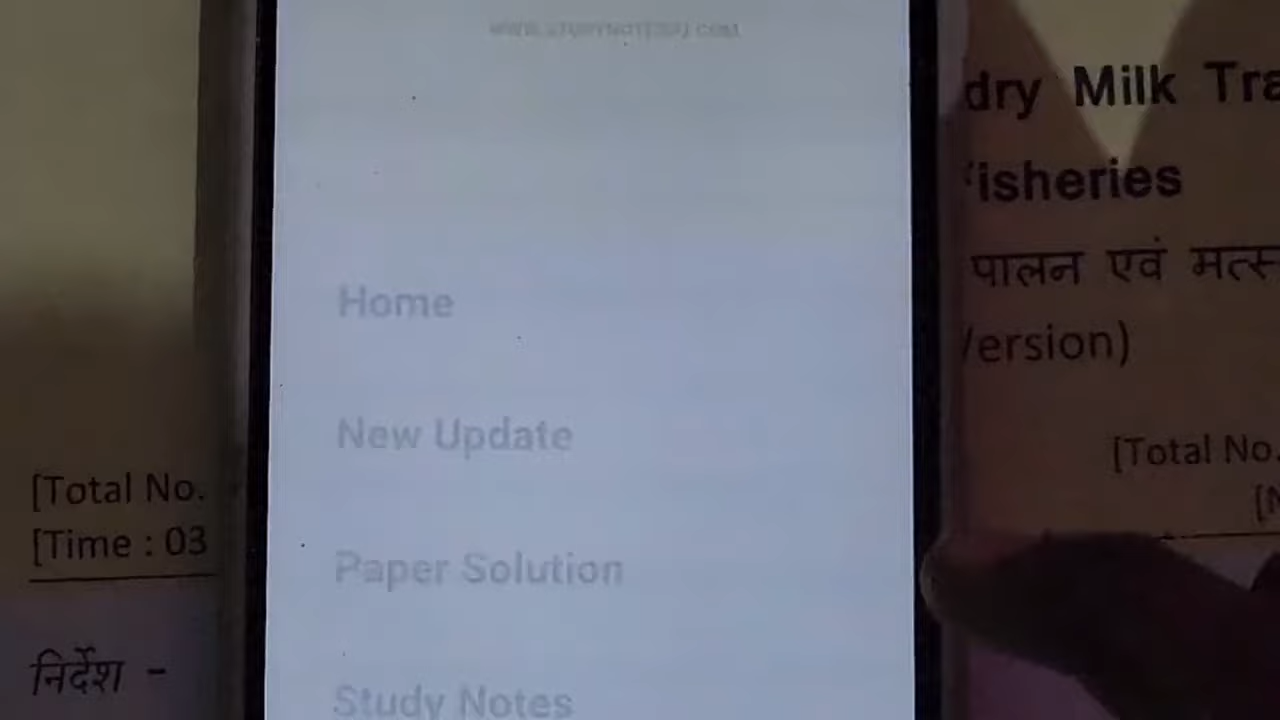 dry Milk Tra
isheries
पालन एवं मत्स
Version)
[Total No.
[Total No.
[Time : 03
निर्देश -
Home
New Update
Paper Solution
Study Notes